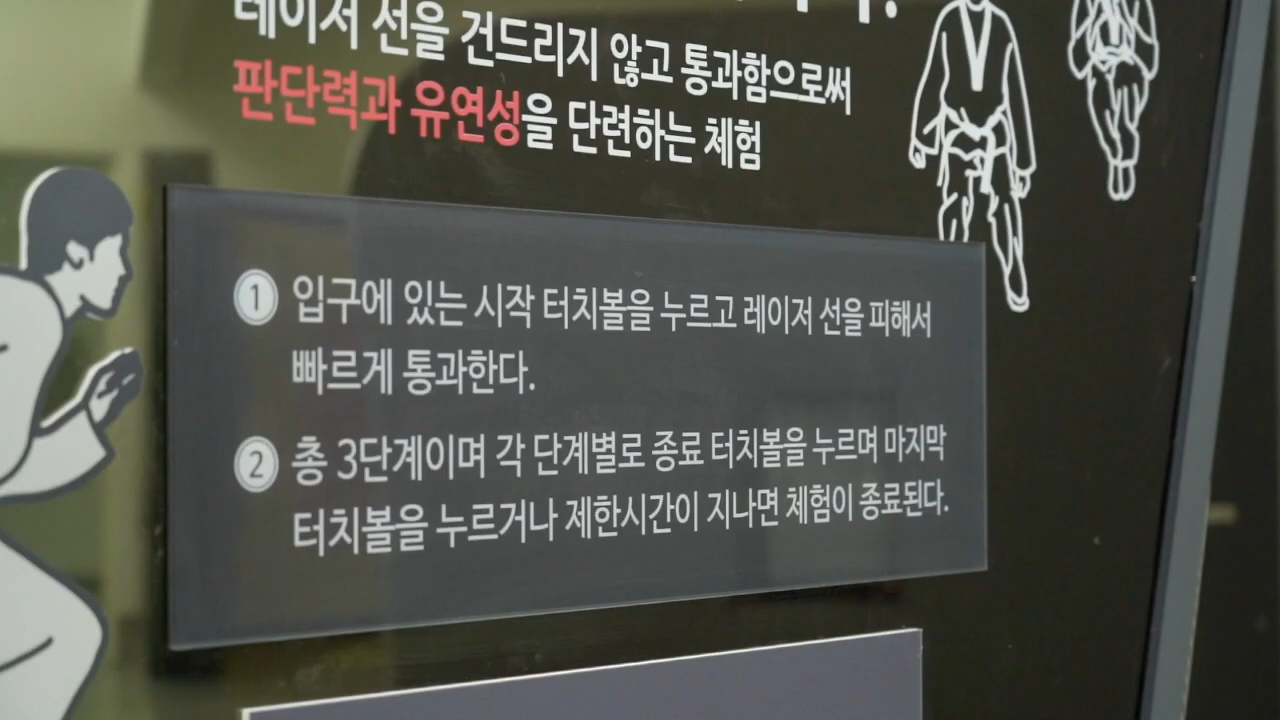 레이저 선을 건드리지 않고 통과함으로써
판단력과 유연성을 단련하는 체험
1 입구에 있는 시작 터치볼을 누르고 레이저 선을 피해서
빠르게 통과한다.
2 총 3단계이며 각 단계별로 종료 터치볼을 누르며 마지막
터치볼을 누르거나 제한시간이 지나면 체험이 종료된다.